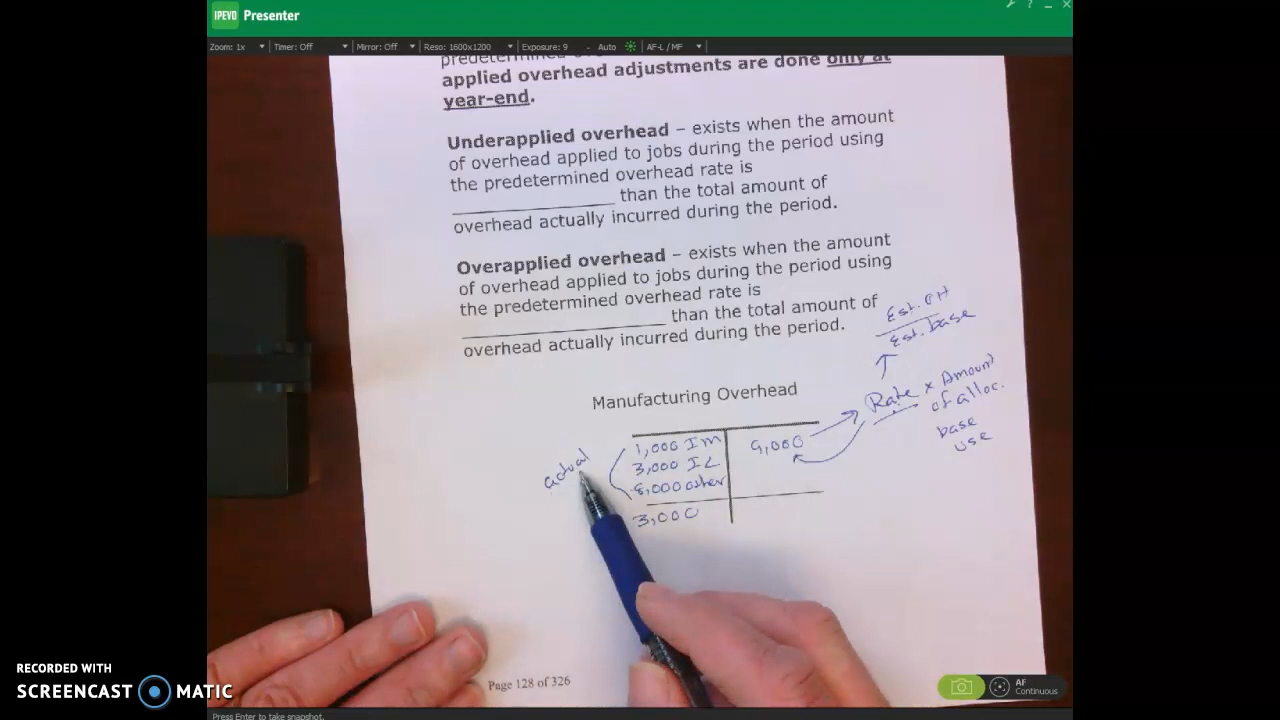 IPEVO Presenter
Zoom: 1x Timer: Off Mirror: Off Reso: 1600x1200 Exposure: 9 - Auto AF-L / MF
applied overhead adjustments are done only at
year-end.
Underapplied overhead – exists when the amount
of overhead applied to jobs during the period using
the predetermined overhead rate is
____________________ than the total amount of
overhead actually incurred during the period.
Overapplied overhead – exists when the amount
of overhead applied to jobs during the period using
the predetermined overhead rate is
____________________ than the total amount of
overhead actually incurred during the period.
Est. OH
Est. base
Manufacturing Overhead
Rate x Amount
of alloc.
base
use
actual
1,000 IM 9,000
3,000 IL
8,000 other
3,000
Page 128 of 326
RECORDED WITH
SCREENCAST MATIC
AF
Continuous
Press Enter to take snapshot.